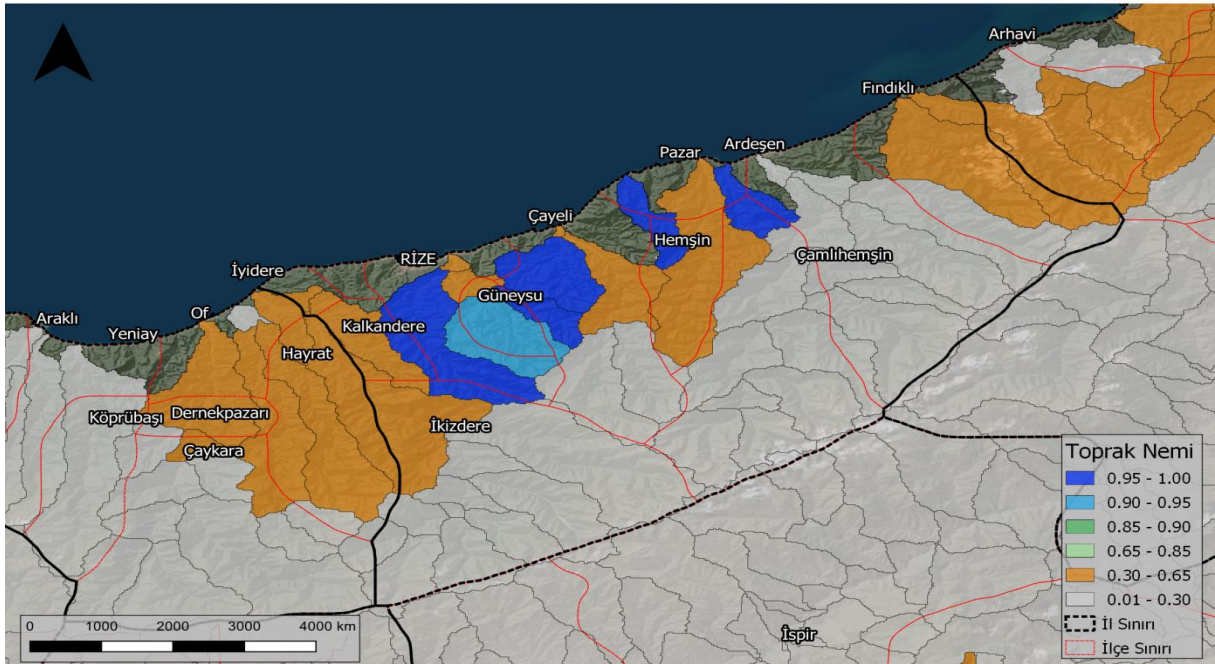 Arhavi
Fındıklı
Ardeşen
Pazar
Çayeli
Hemşin
Çamlıhemşin
RİZE
İyidere
Güneysu
Of
Araklı
Yeniay
Kalkandere
Hayrat
Köprübaşı
Dernekpazarı
İkizdere
Çaykara
İspir
Toprak Nemi
0.95 - 1.00
0.90 - 0.95
0.85 - 0.90
0.65 - 0.85
0.30 - 0.65
0.01 - 0.30
İl Sınırı
İlçe Sınırı
0 1000 2000 3000 4000 km